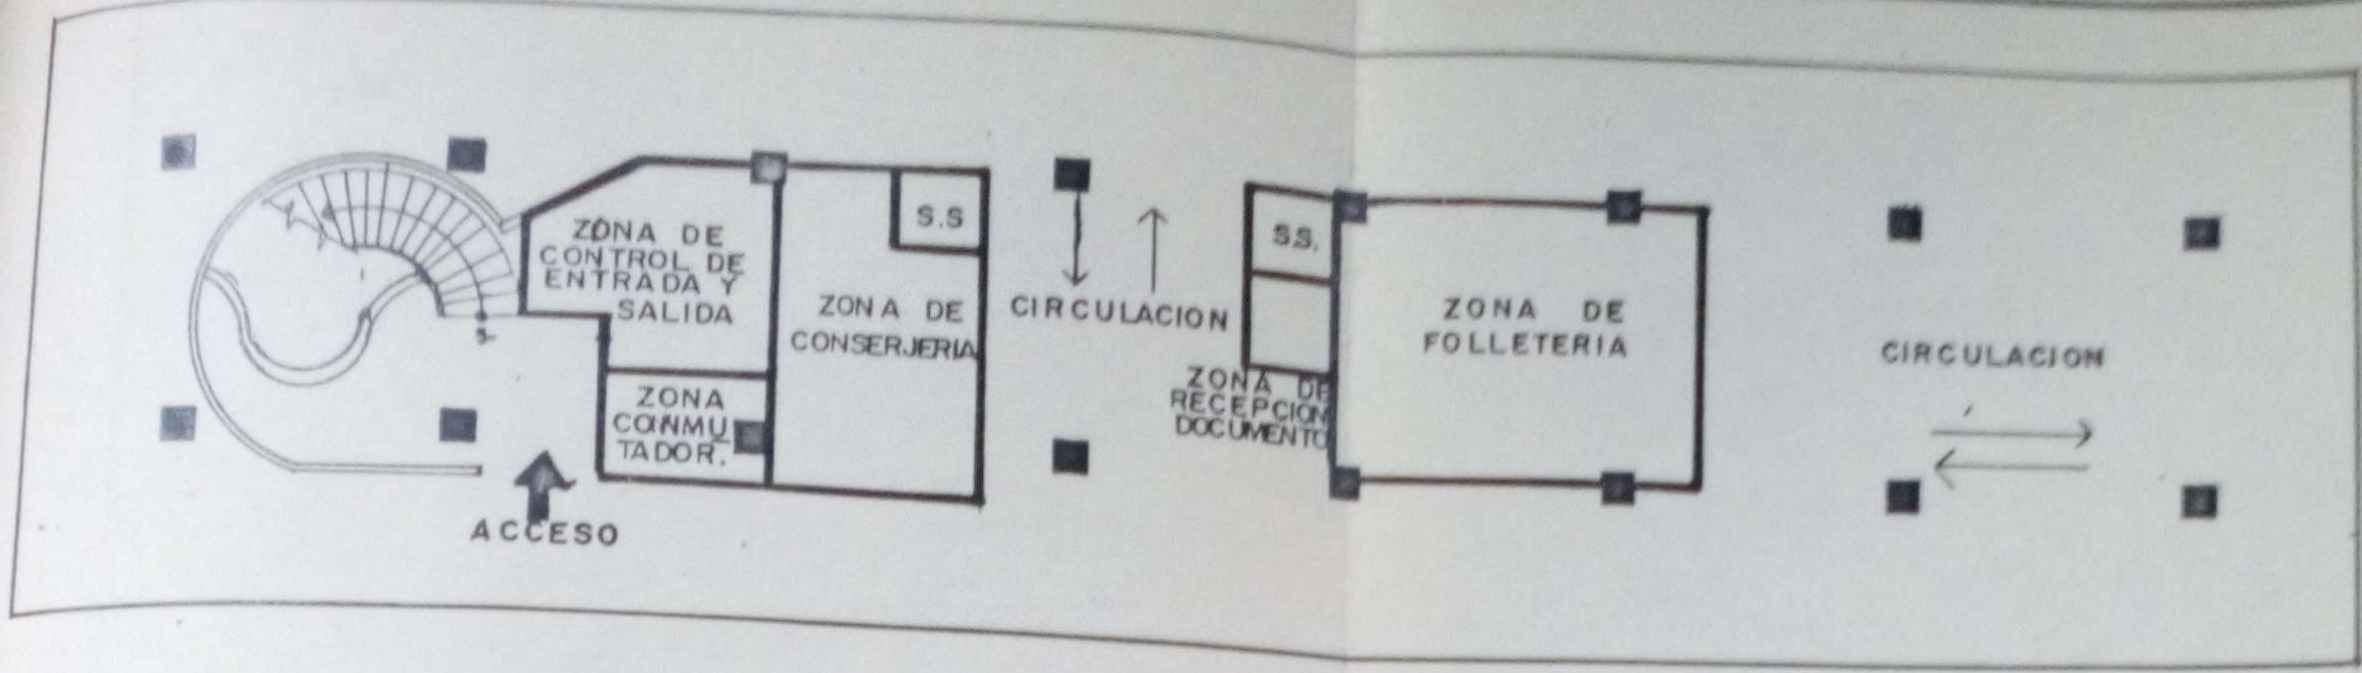 ZONA DE
CONTROL DE
ENTRADA Y
SALIDA
ZONA
CONMU
TADOR.
ACCESO
S.S
ZONA DE
CONSERJERIA
CIRCULACION
S.S.
ZONA DE
RECEPCION
DOCUMENTO
ZONA DE
FOLLETERIA
CIRCULACION